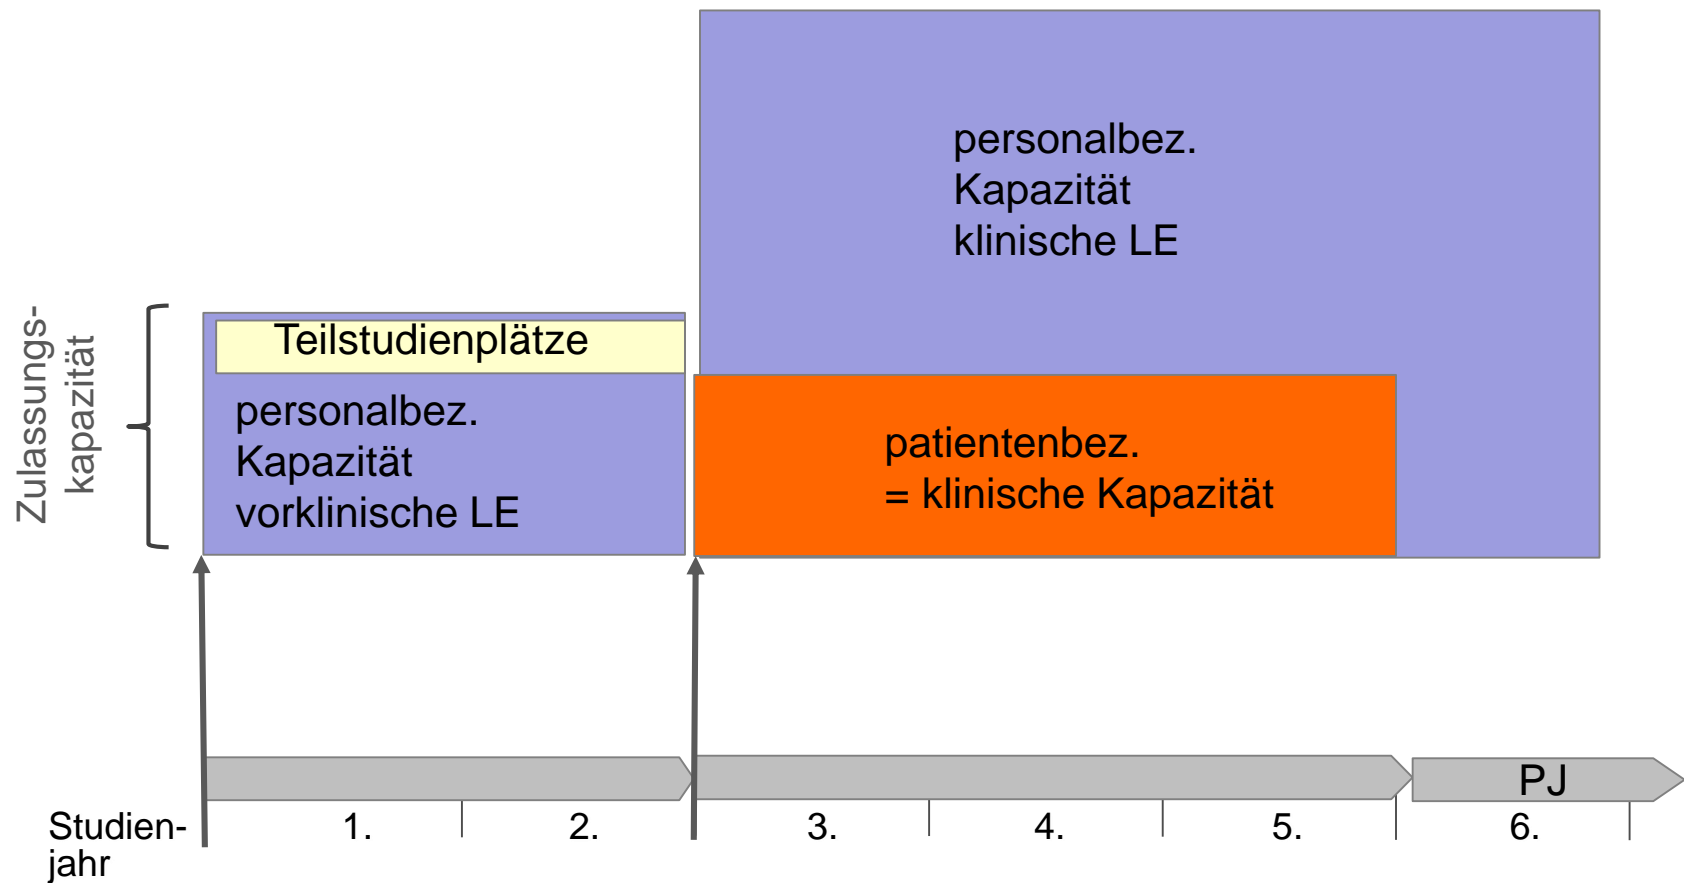 personalbez.
Kapazität
klinische LE
Zulassungs-
kapazität
Teilstudienplätze
personalbez.
Kapazität
vorklinische LE
patientenbez.
= klinische Kapazität
PJ
Studien-
jahr
1.
2.
3.
4.
5.
6.